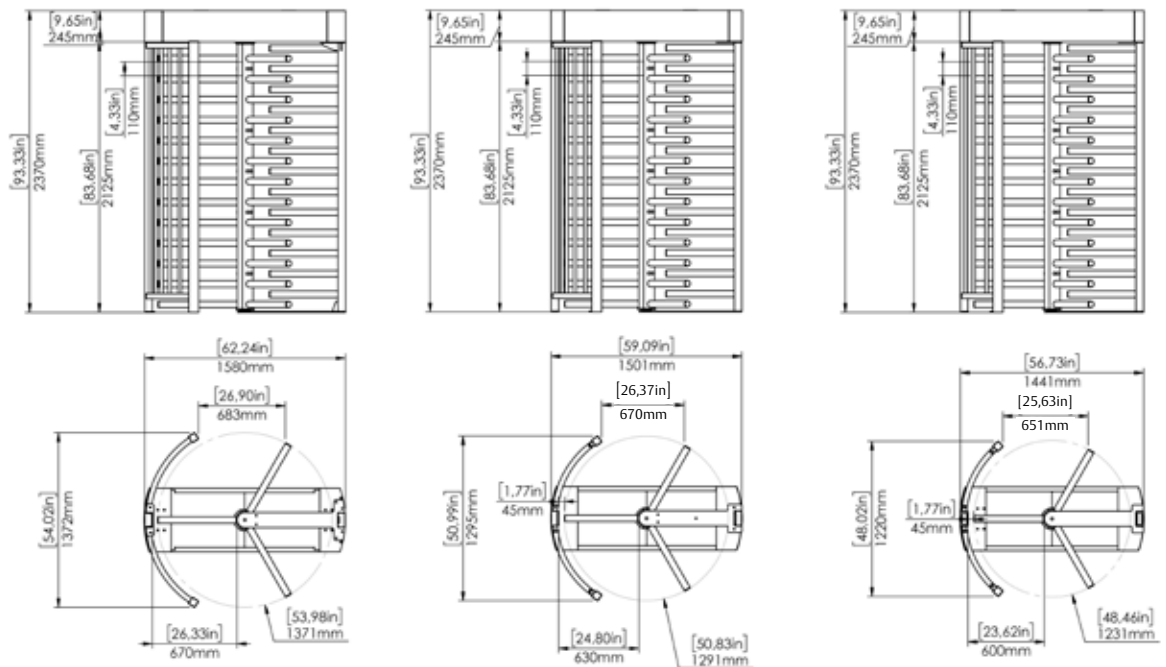 [9,65in]
245mm
[4,33in]
110mm
[93,33in]
2370mm
[83,68in]
2125mm
[9,65in]
245mm
[4,33in]
110mm
[93,33in]
2370mm
[83,68in]
2125mm
[9,65in]
245mm
[4,33in]
110mm
[93,33in]
2370mm
[83,68in]
2125mm
[62,24in]
1580mm
[26,90in]
683mm
[54,02in]
1372mm
[53,98in]
1371mm
[26,33in]
670mm
[59,09in]
1501mm
[26,37in]
670mm
[1,77in]
45mm
[50,99in]
1295mm
[24,80in]
630mm
[50,83in]
1291mm
[56,73in]
1441mm
[25,63in]
651mm
[1,77in]
45mm
[48,02in]
1220mm
[23,62in]
600mm
[48,46in]
1231mm